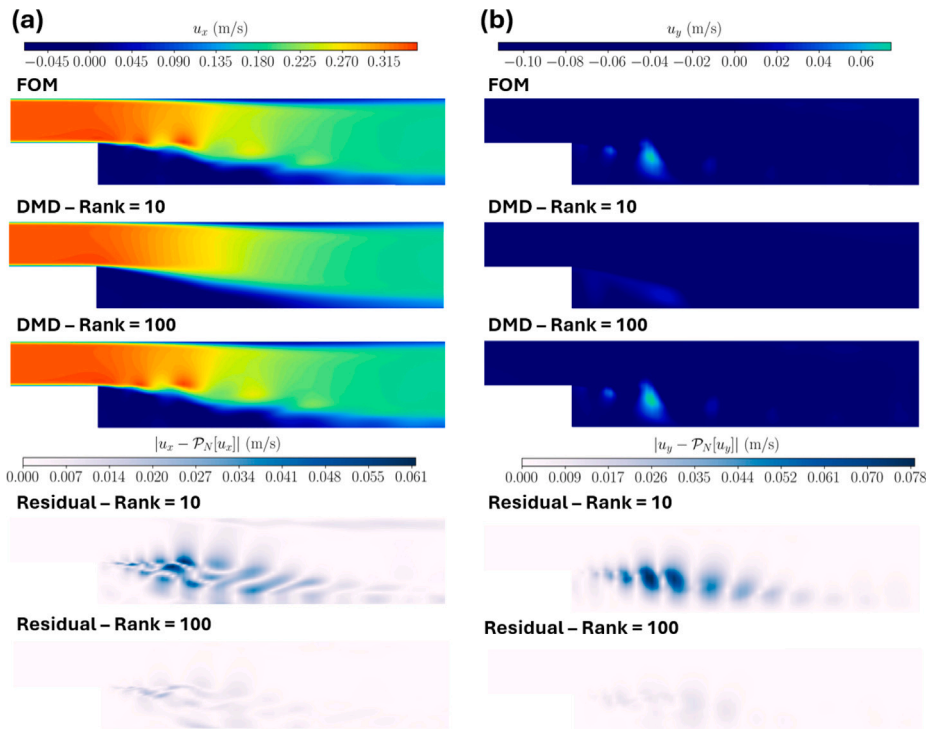 (a)
u_x (m/s)
−0.045 0.000 0.045 0.090 0.135 0.180 0.225 0.270 0.315
FOM
DMD – Rank = 10
DMD – Rank = 100
|u_x − P_N[u_x]| (m/s)
0.000 0.007 0.014 0.020 0.027 0.034 0.041 0.048 0.055 0.061
Residual – Rank = 10
Residual – Rank = 100
(b)
u_y (m/s)
−0.10 −0.08 −0.06 −0.04 −0.02 0.00 0.02 0.04 0.06
FOM
DMD – Rank = 10
DMD – Rank = 100
|u_y − P_N[u_y]| (m/s)
0.000 0.009 0.017 0.026 0.035 0.044 0.052 0.061 0.070 0.078
Residual – Rank = 10
Residual – Rank = 100